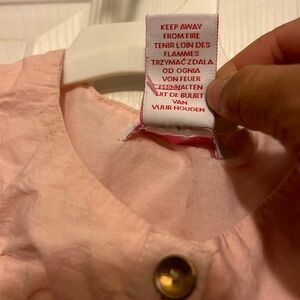 KEEP AWAY
FROM FIRE
TENIR LOIN DES
FLAMMES
TRZYMAĆ ZDALA
OD OGNIA
VON FEUER
FERNHALTEN
UIT DE BUURT
VAN
VUUR HOUDEN